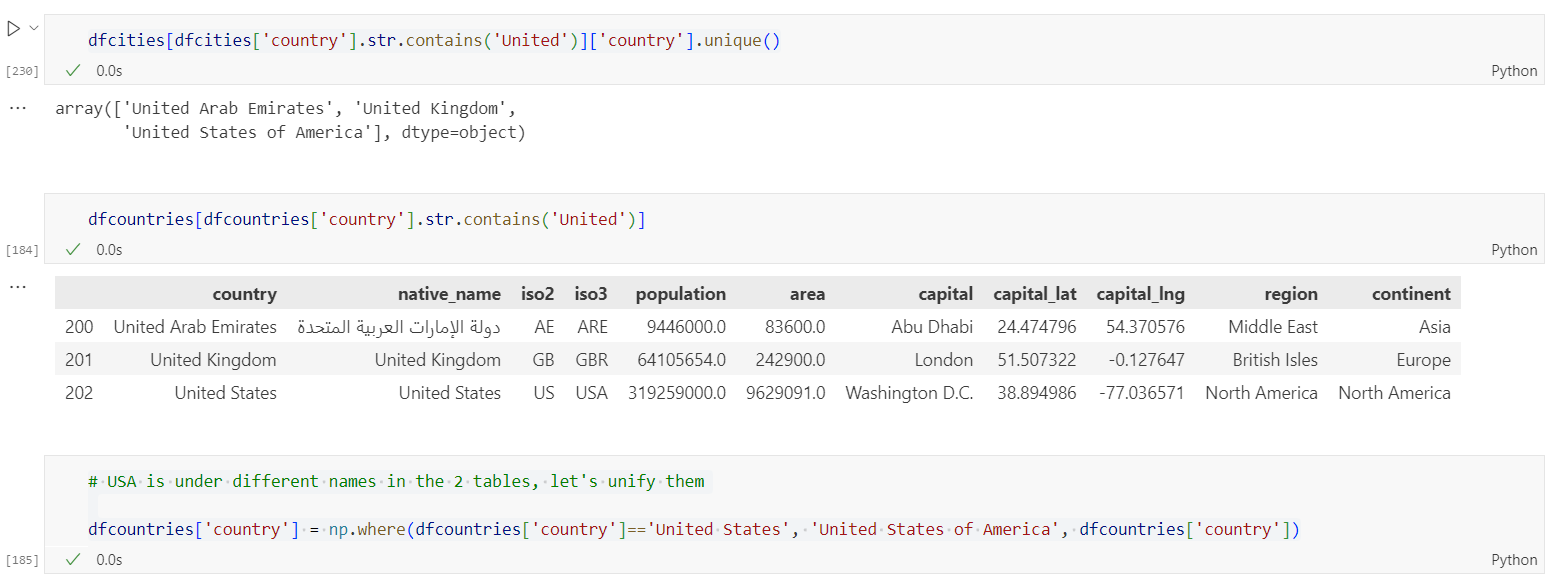 dfcities[dfcities['country'].str.contains('United')]['country'].unique()
[230]
0.0s
Python
array(['United Arab Emirates', 'United Kingdom',
'United States of America'], dtype=object)
dfcountries[dfcountries['country'].str.contains('United')]
[184]
0.0s
Python
country native_name iso2 iso3 population area capital capital_lat capital_lng region continent
200 United Arab Emirates دولة الإمارات العربية المتحدة AE ARE 9446000.0 83600.0 Abu Dhabi 24.474796 54.370576 Middle East Asia
201 United Kingdom United Kingdom GB GBR 64105654.0 242900.0 London 51.507322 -0.127647 British Isles Europe
202 United States United States US USA 319259000.0 9629091.0 Washington D.C. 38.894986 -77.036571 North America North America
# USA is under different names in the 2 tables, let's unify them
dfcountries['country'] = np.where(dfcountries['country']=='United States', 'United States of America', dfcountries['country'])
[185]
0.0s
Python